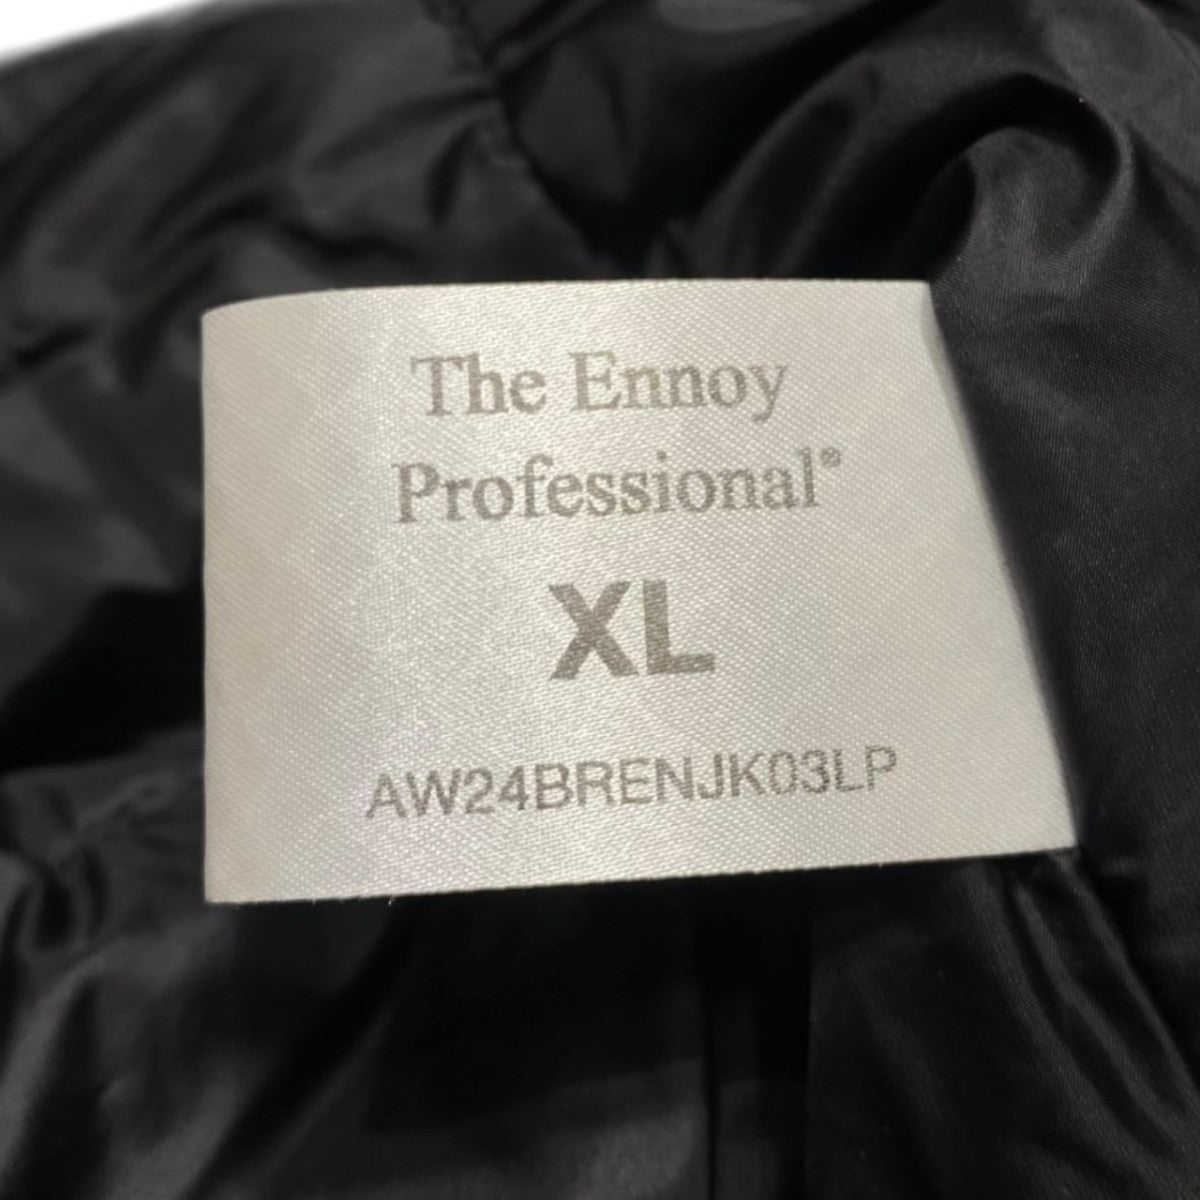 The Ennoy
Professional®
XL
AW24BRENJK03LP